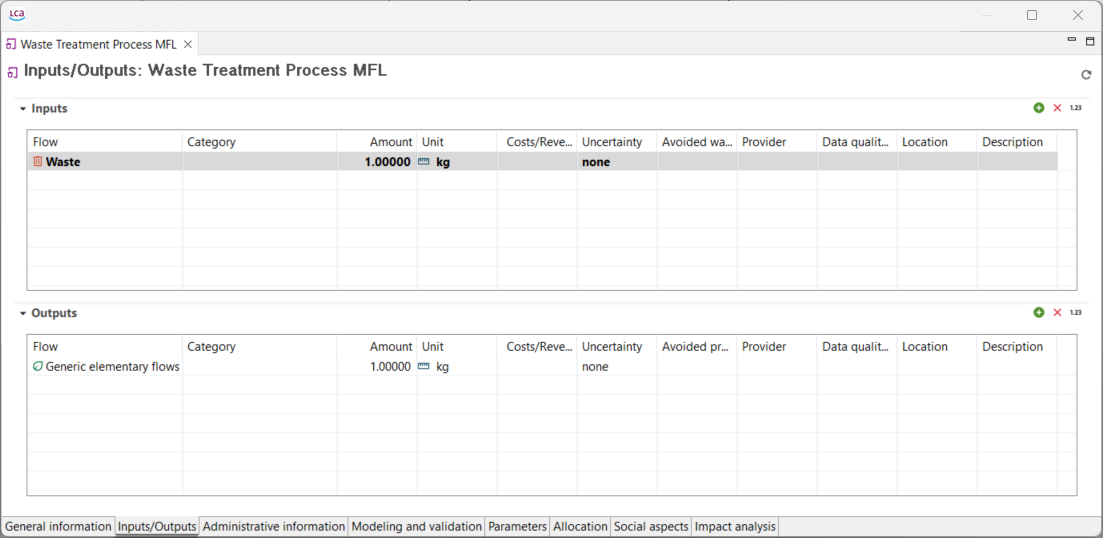 LCA
Waste Treatment Process MFL
Inputs/Outputs: Waste Treatment Process MFL
Inputs 1.23
Flow Category Amount Unit Costs/Reve... Uncertainty Avoided wa... Provider Data qualit... Location Description
Waste 1.00000 kg none
Outputs 1.23
Flow Category Amount Unit Costs/Reve... Uncertainty Avoided pr... Provider Data qualit... Location Description
Generic elementary flows 1.00000 kg none
General information Inputs/Outputs Administrative information Modeling and validation Parameters Allocation Social aspects Impact analysis